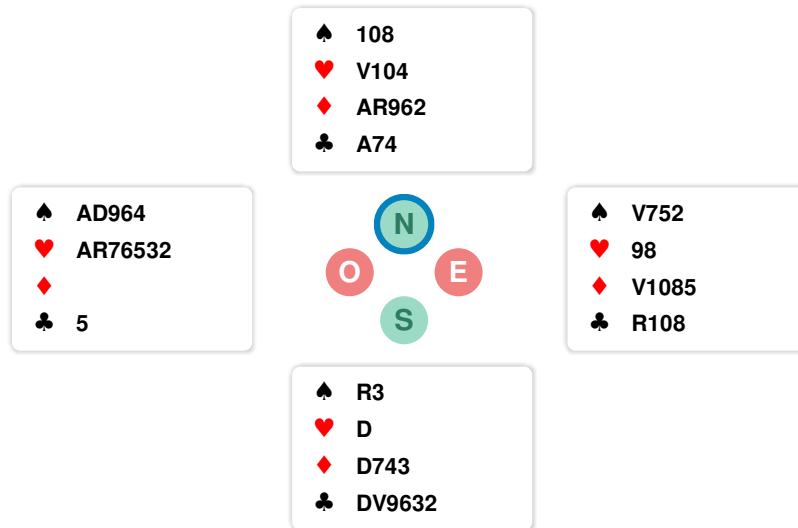 ♠ 108
♥ V104
♦ AR962
♣ A74
♠ AD964
♥ AR76532
♦
♣ 5
N
O E
S
♠ V752
♥ 98
♦ V1085
♣ R108
♠ R3
♥ D
♦ D743
♣ DV9632